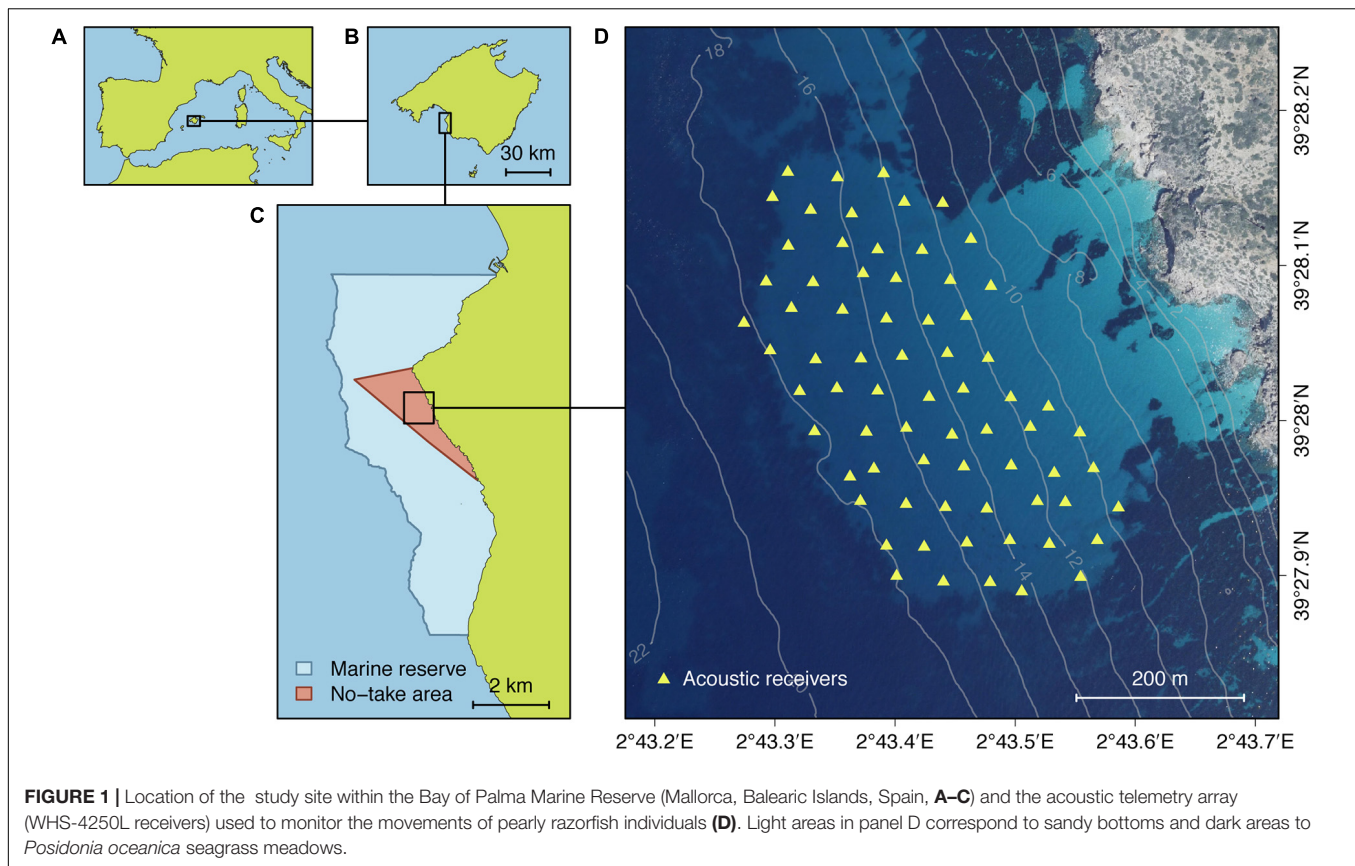 A
B
D
30 km
C
Marine reserve
No–take area
2 km
18
16
6
8
10
4
12
14
22
Acoustic receivers
200 m
39°28.2′N
39°28.1′N
39°28′N
39°27.9′N
2°43.2′E
2°43.3′E
2°43.4′E
2°43.5′E
2°43.6′E
2°43.7′E
FIGURE 1 | Location of the study site within the Bay of Palma Marine Reserve (Mallorca, Balearic Islands, Spain, A–C) and the acoustic telemetry array
(WHS-4250L receivers) used to monitor the movements of pearly razorfish individuals (D). Light areas in panel D correspond to sandy bottoms and dark areas to
Posidonia oceanica seagrass meadows.